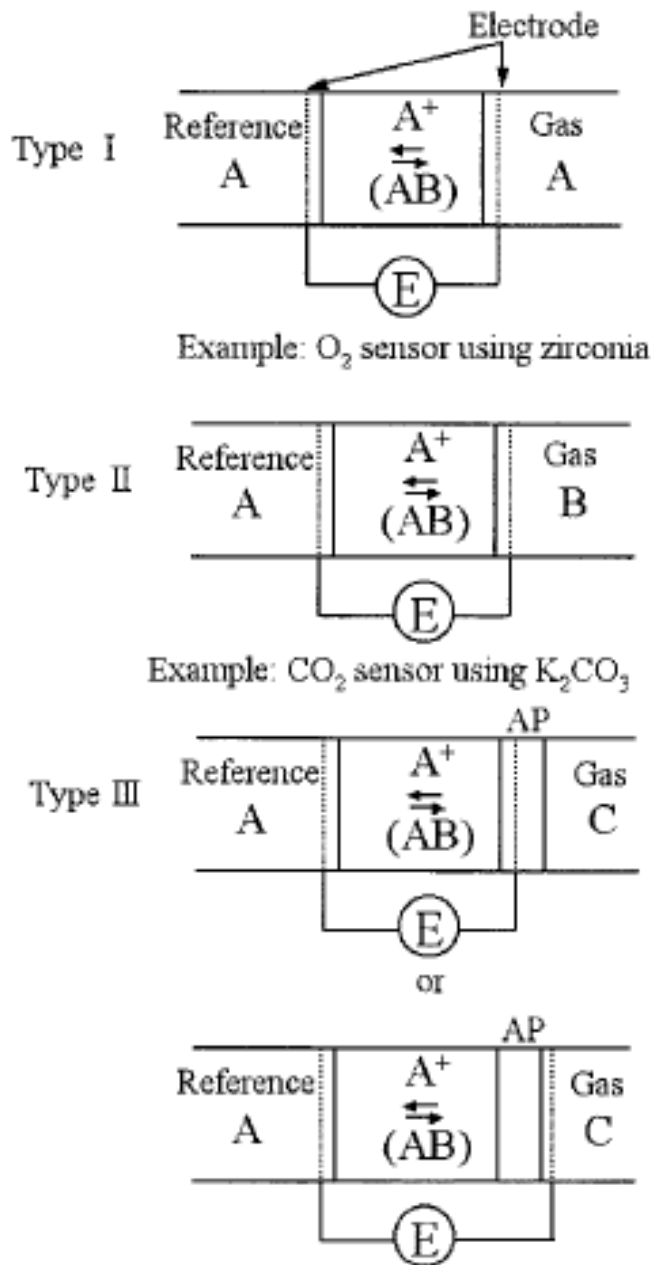 Electrode
Type I
Reference
A
A⁺
(AB)
Gas
A
E
Example: O₂ sensor using zirconia
Type II
Reference
A
A⁺
(AB)
Gas
B
E
Example: CO₂ sensor using K₂CO₃
AP
Type III
Reference
A
A⁺
(AB)
Gas
C
E
or
AP
Reference
A
A⁺
(AB)
Gas
C
E